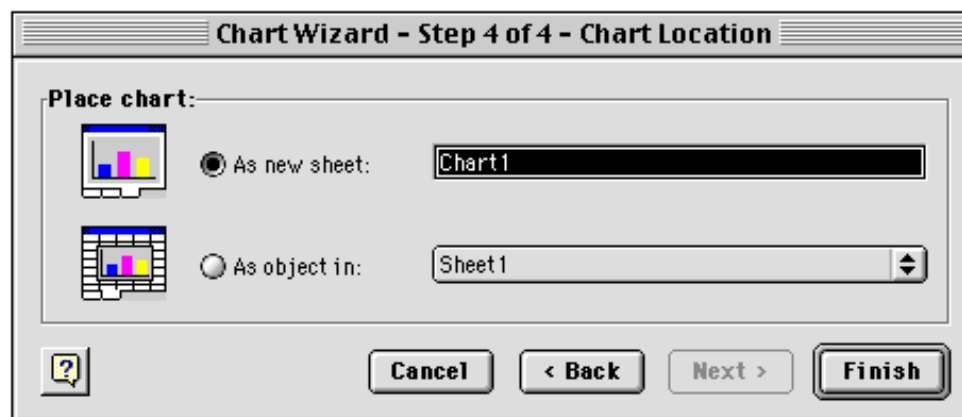 Chart Wizard – Step 4 of 4 – Chart Location
Place chart:
As new sheet: Chart1
As object in: Sheet1
? Cancel < Back Next > Finish